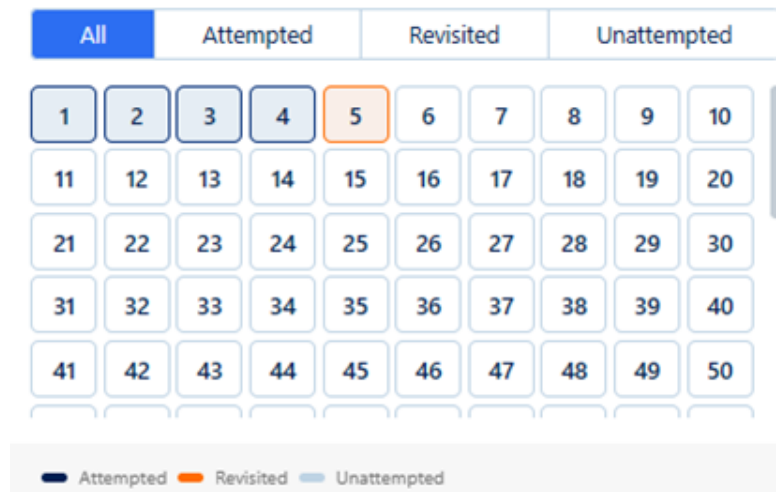 All Attempted Revisited Unattempted
1 2 3 4 5 6 7 8 9 10
11 12 13 14 15 16 17 18 19 20
21 22 23 24 25 26 27 28 29 30
31 32 33 34 35 36 37 38 39 40
41 42 43 44 45 46 47 48 49 50
Attempted Revisited Unattempted